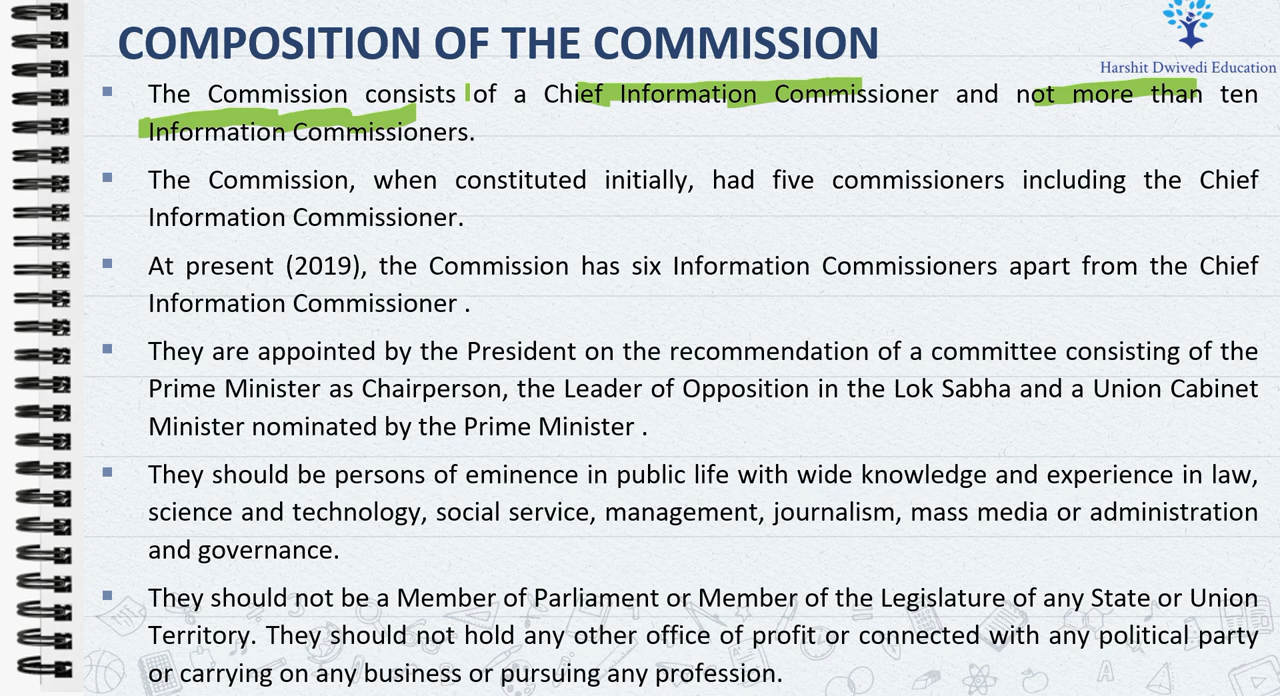 COMPOSITION OF THE COMMISSION
Harshit Dwivedi Education
The Commission consists of a Chief Information Commissioner and not more than ten
Information Commissioners.
The Commission, when constituted initially, had five commissioners including the Chief
Information Commissioner.
At present (2019), the Commission has six Information Commissioners apart from the Chief
Information Commissioner .
They are appointed by the President on the recommendation of a committee consisting of the
Prime Minister as Chairperson, the Leader of Opposition in the Lok Sabha and a Union Cabinet
Minister nominated by the Prime Minister .
They should be persons of eminence in public life with wide knowledge and experience in law,
science and technology, social service, management, journalism, mass media or administration
and governance.
They should not be a Member of Parliament or Member of the Legislature of any State or Union
Territory. They should not hold any other office of profit or connected with any political party
or carrying on any business or pursuing any profession.